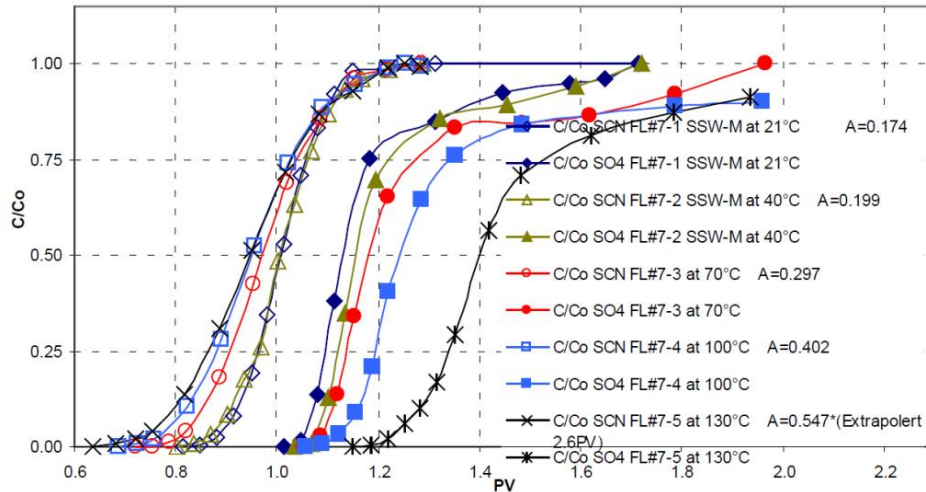 1.00
0.75
0.50
0.25
0.00
C/Co
0.6 0.8 1.0 1.2 1.4 1.6 1.8 2.0 2.2
PV
C/Co SCN FL#7-1 SSW-M at 21°C A=0.174
C/Co SO4 FL#7-1 SSW-M at 21°C
C/Co SCN FL#7-2 SSW-M at 40°C A=0.199
C/Co SO4 FL#7-2 SSW-M at 40°C
C/Co SCN FL#7-3 at 70°C A=0.297
C/Co SO4 FL#7-3 at 70°C
C/Co SCN FL#7-4 at 100°C A=0.402
C/Co SO4 FL#7-4 at 100°C
C/Co SCN FL#7-5 at 130°C A=0.547*(Extrapolert
2.6PV)
C/Co SO4 FL#7-5 at 130°C